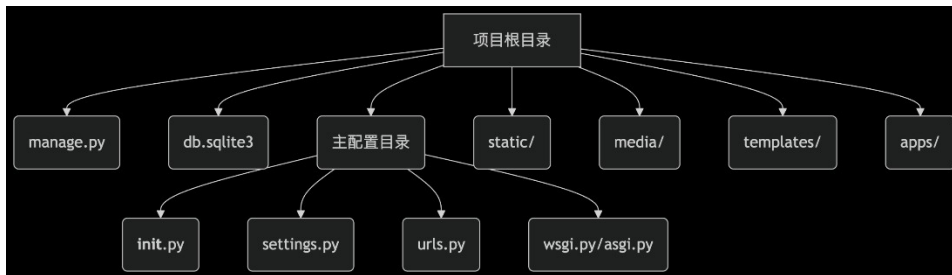 项目根目录
manage.py
db.sqlite3
主配置目录
static/
media/
templates/
apps/
init.py
settings.py
urls.py
wsgi.py/asgi.py